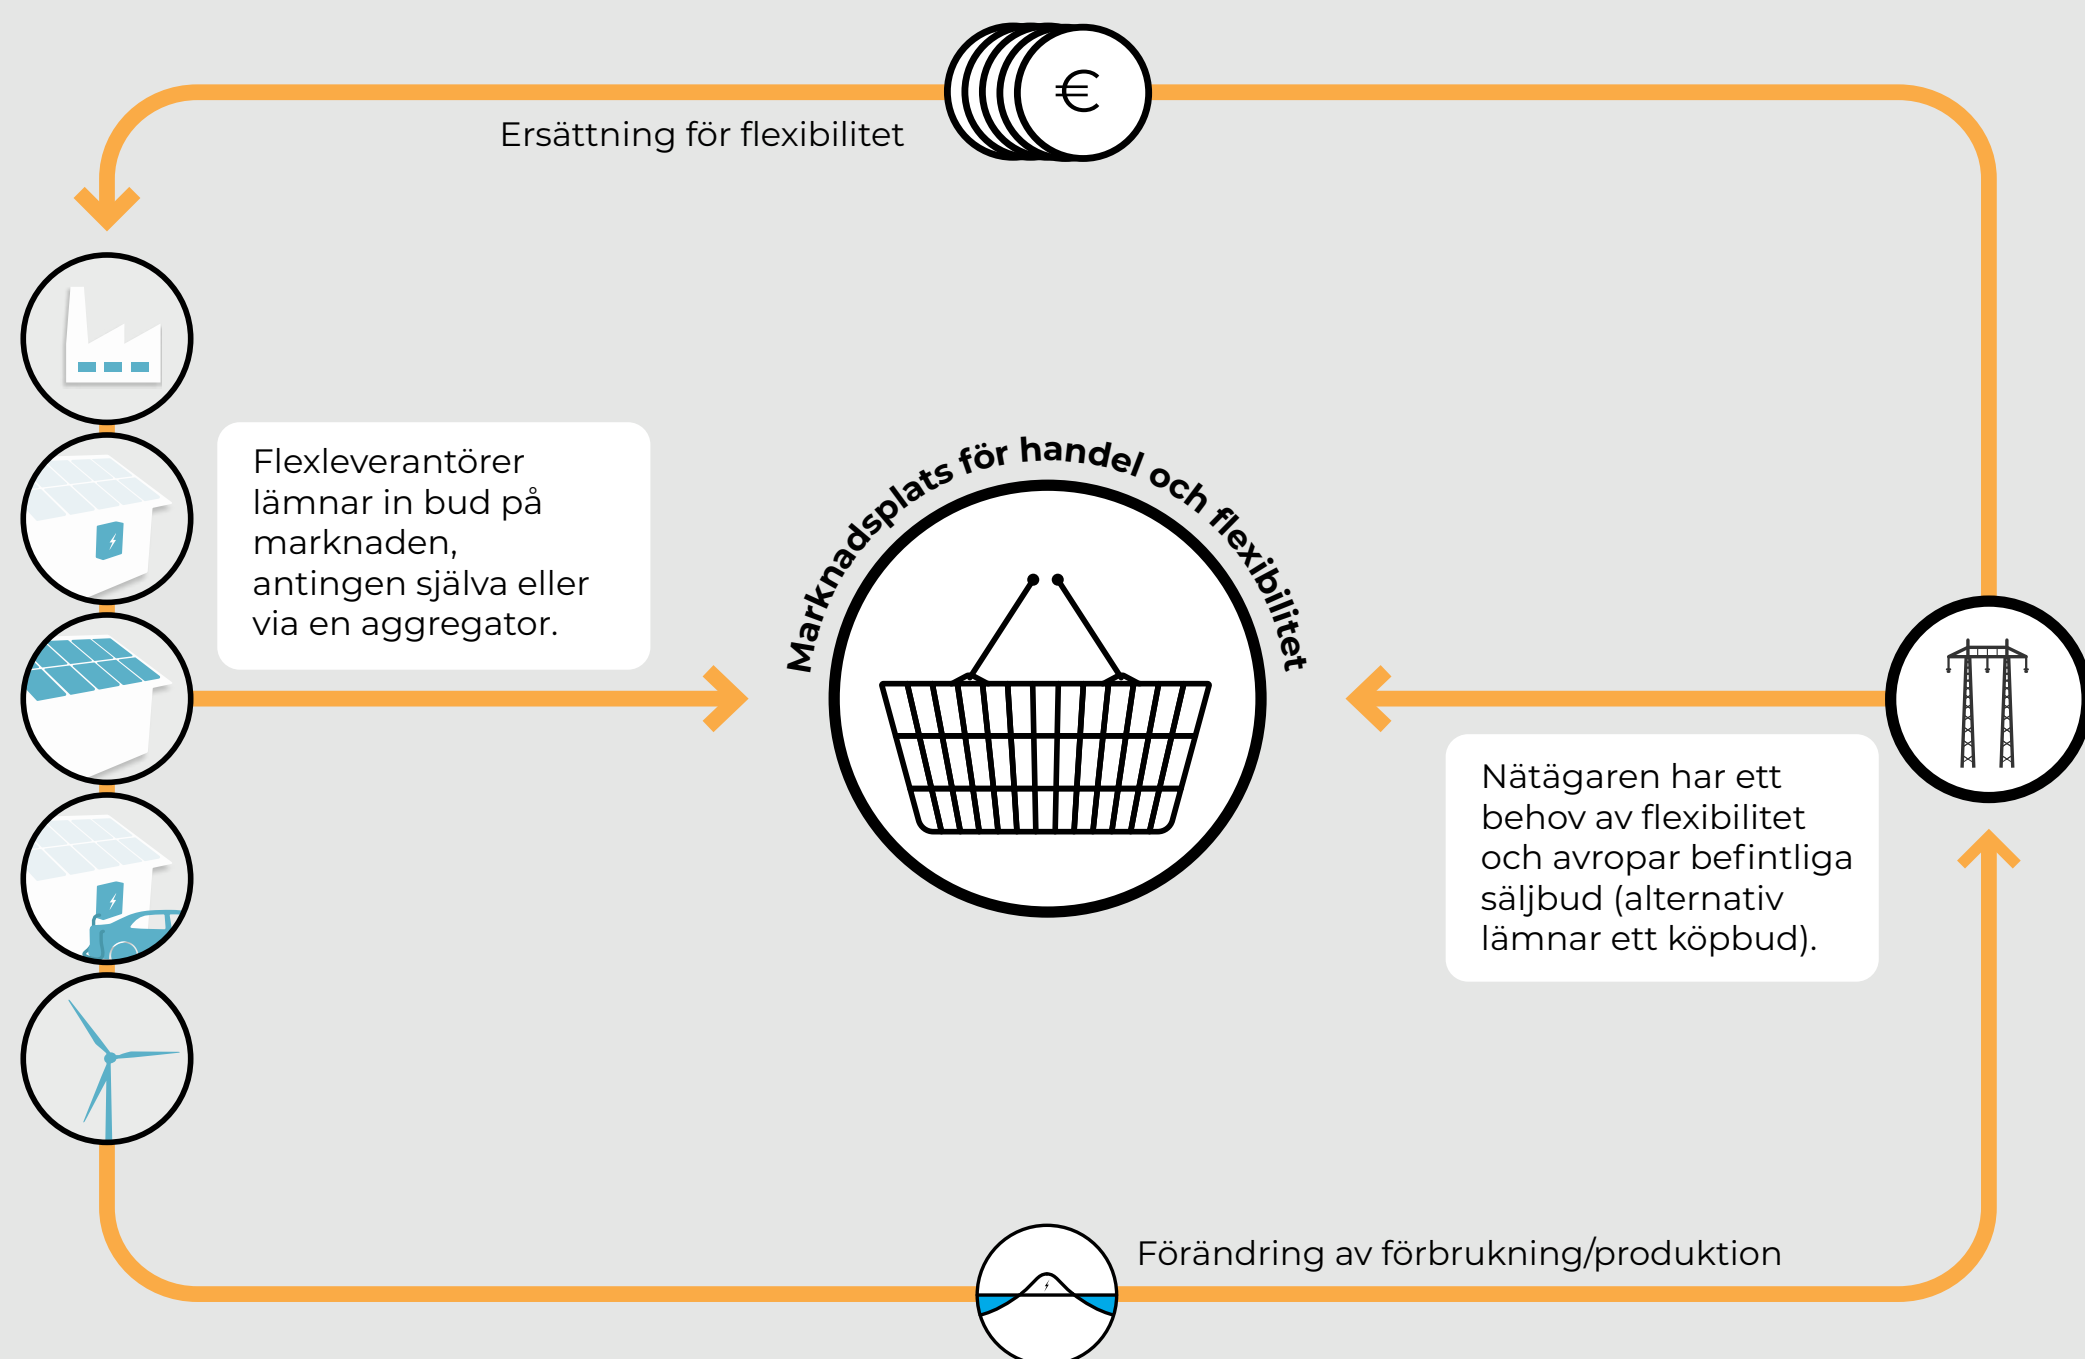 €
Ersättning för flexibilitet
Flexleverantörer
lämnar in bud på
marknaden,
antingen själva eller
via en aggregator.
Marknadsplats för handel och flexibilitet
Nätägaren har ett
behov av flexibilitet
och avropar befintliga
säljbud (alternativ
lämnar ett köpbud).
Förändring av förbrukning/produktion